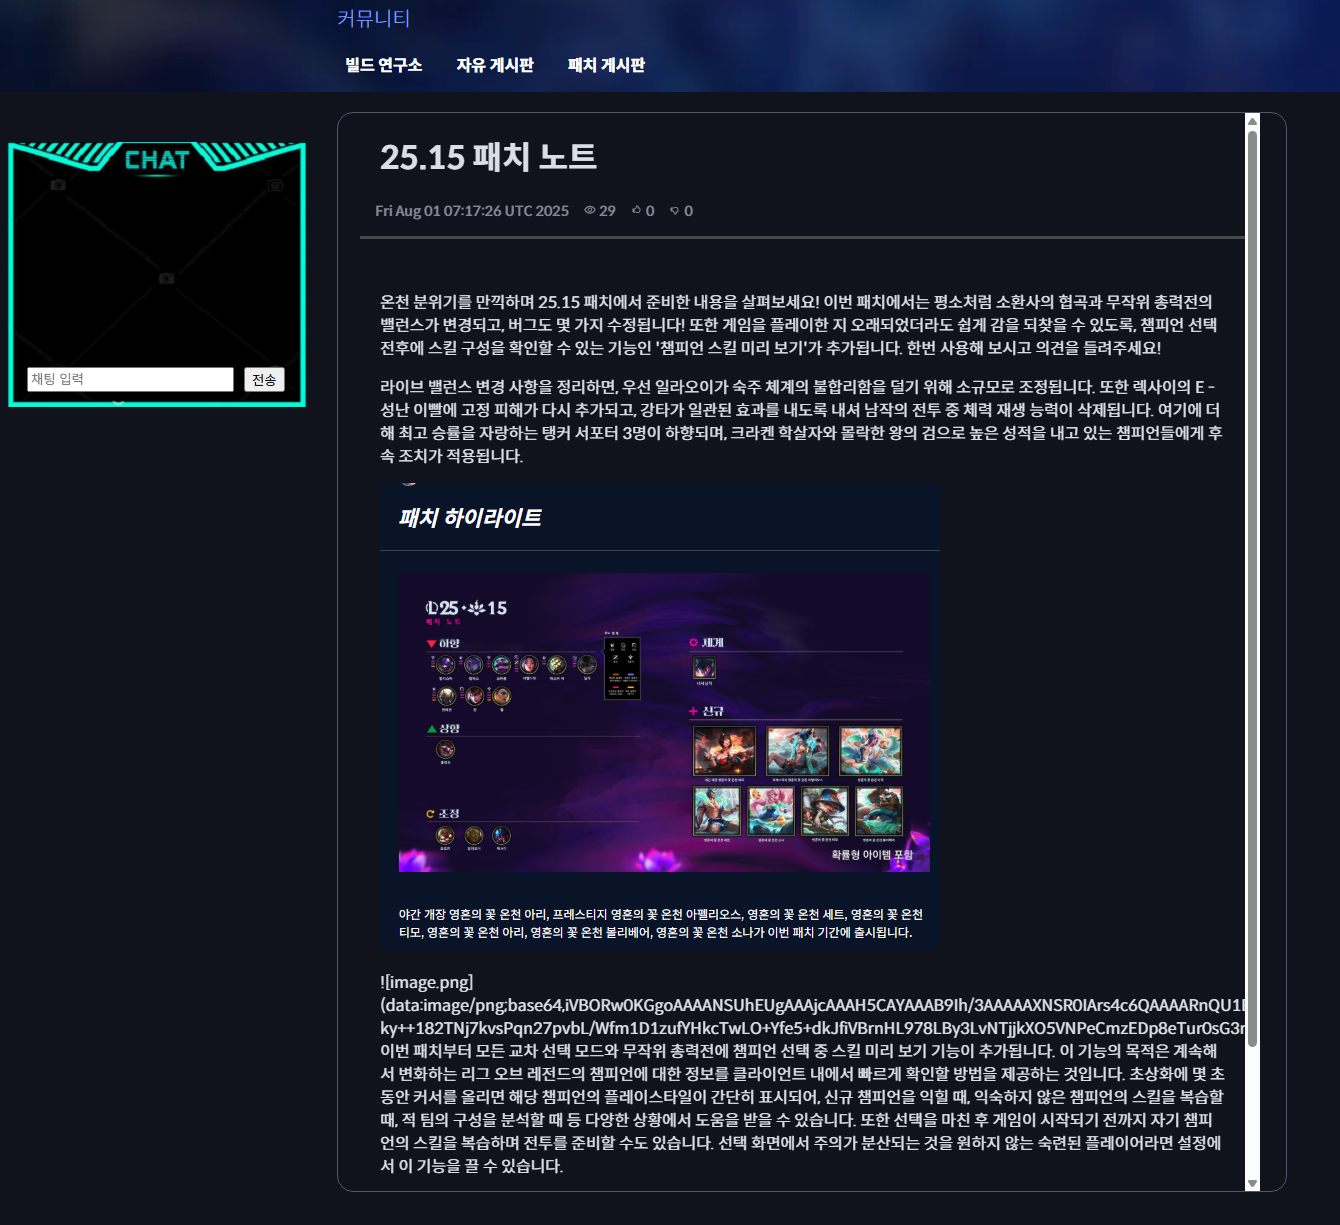 커뮤니티
빌드 연구소 자유 게시판 패치 게시판
CHAT
채팅 입력 전송
25.15 패치 노트
Fri Aug 01 07:17:26 UTC 2025 29 0 0
온천 분위기를 만끽하며 25.15 패치에서 준비한 내용을 살펴보세요! 이번 패치에서는 평소처럼 소환사의 협곡과 무작위 총력전의
밸런스가 변경되고, 버그도 몇 가지 수정됩니다! 또한 게임을 플레이한 지 오래되었더라도 쉽게 감을 되찾을 수 있도록, 챔피언 선택
전후에 스킬 구성을 확인할 수 있는 기능인 '챔피언 스킬 미리 보기'가 추가됩니다. 한번 사용해 보시고 의견을 들려주세요!
라이브 밸런스 변경 사항을 정리하면, 우선 일라오이가 숙주 체계의 불합리함을 덜기 위해 소규모로 조정됩니다. 또한 렉사이의 E -
성난 이빨에 고정 피해가 다시 추가되고, 강타가 일관된 효과를 내도록 내셔 남작의 전투 중 체력 재생 능력이 삭제됩니다. 여기에 더
해 최고 승률을 자랑하는 탱커 서포터 3명이 하향되며, 크라켄 학살자와 몰락한 왕의 검으로 높은 성적을 내고 있는 챔피언들에게 후
속 조치가 적용됩니다.
패치 하이라이트
25 15
패치 노트
하향
체계
신규
상향
조정
확률형 아이템 포함
야간 개장 영혼의 꽃 온천 아리, 프레스티지 영혼의 꽃 온천 아펠리오스, 영혼의 꽃 온천 세트, 영혼의 꽃 온천
티모, 영혼의 꽃 온천 아리, 영혼의 꽃 온천 볼리베어, 영혼의 꽃 온천 소나가 이번 패치 기간에 출시됩니다.
![image.png]
(data:image/png;base64,iVBORw0KGgoAAAANSUhEUgAAAjcAAAH5CAYAAAB9Ih/3AAAAAXNSR0IArs4c6QAAAARnQU1
ky++182TNj7kvsPqn27pvbL/Wfm1D1zufYHkcTwLO+Yfe5+dkJfiVBrnHL978LBy3LvNTjjkXO5VNPeCmzEDp8eTur0sG3r
이번 패치부터 모든 교차 선택 모드와 무작위 총력전에 챔피언 선택 중 스킬 미리 보기 기능이 추가됩니다. 이 기능의 목적은 계속해
서 변화하는 리그 오브 레전드의 챔피언에 대한 정보를 클라이언트 내에서 빠르게 확인할 방법을 제공하는 것입니다. 초상화에 몇 초
동안 커서를 올리면 해당 챔피언의 플레이스타일이 간단히 표시되어, 신규 챔피언을 익힐 때, 익숙하지 않은 챔피언의 스킬을 복습할
때, 적 팀의 구성을 분석할 때 등 다양한 상황에서 도움을 받을 수 있습니다. 또한 선택을 마친 후 게임이 시작되기 전까지 자기 챔피
언의 스킬을 복습하며 전투를 준비할 수도 있습니다. 선택 화면에서 주의가 분산되는 것을 원하지 않는 숙련된 플레이어라면 설정에
서 이 기능을 끌 수 있습니다.